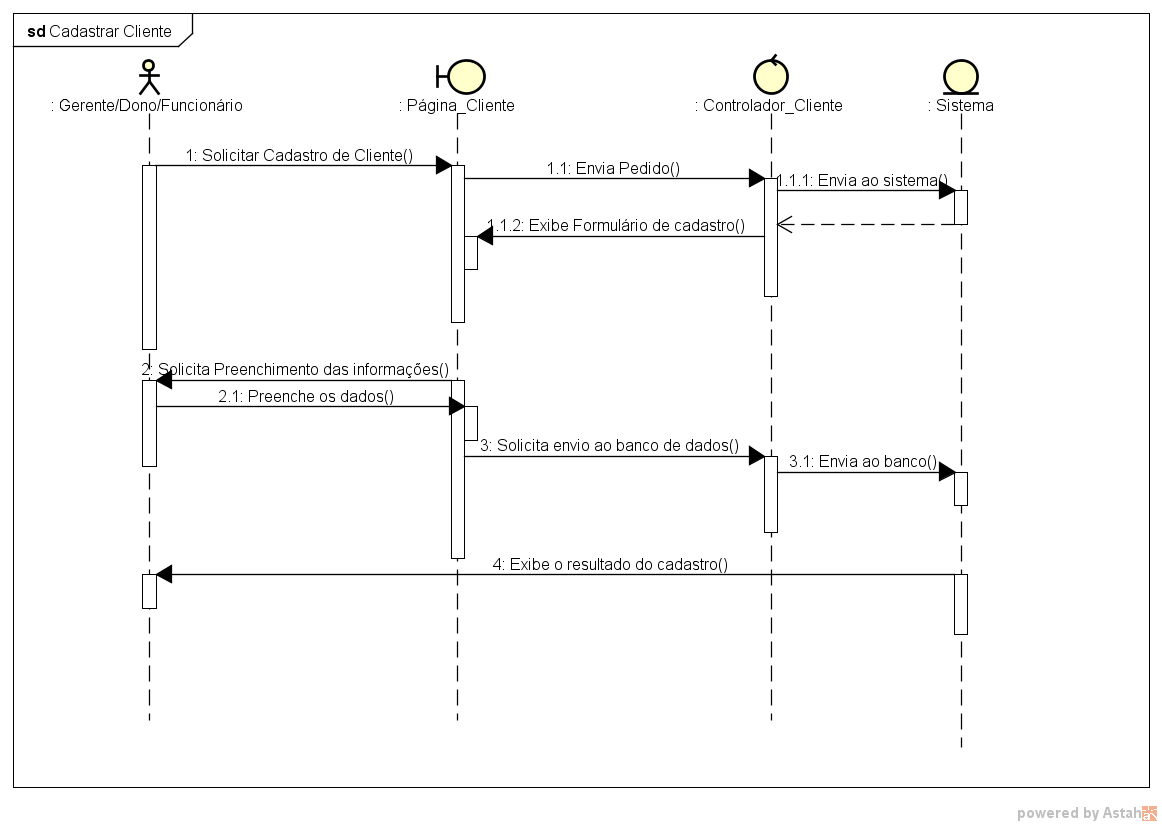 sd Cadastrar Cliente
: Gerente/Dono/Funcionário
: Página_Cliente
: Controlador_Cliente
: Sistema
1: Solicitar Cadastro de Cliente()
1.1: Envia Pedido()
1.1.1: Envia ao sistema()
1.1.2: Exibe Formulário de cadastro()
2: Solicita Preenchimento das informações()
2.1: Preenche os dados()
3: Solicita envio ao banco de dados()
3.1: Envia ao banco()
4: Exibe o resultado do cadastro()
powered by Astah